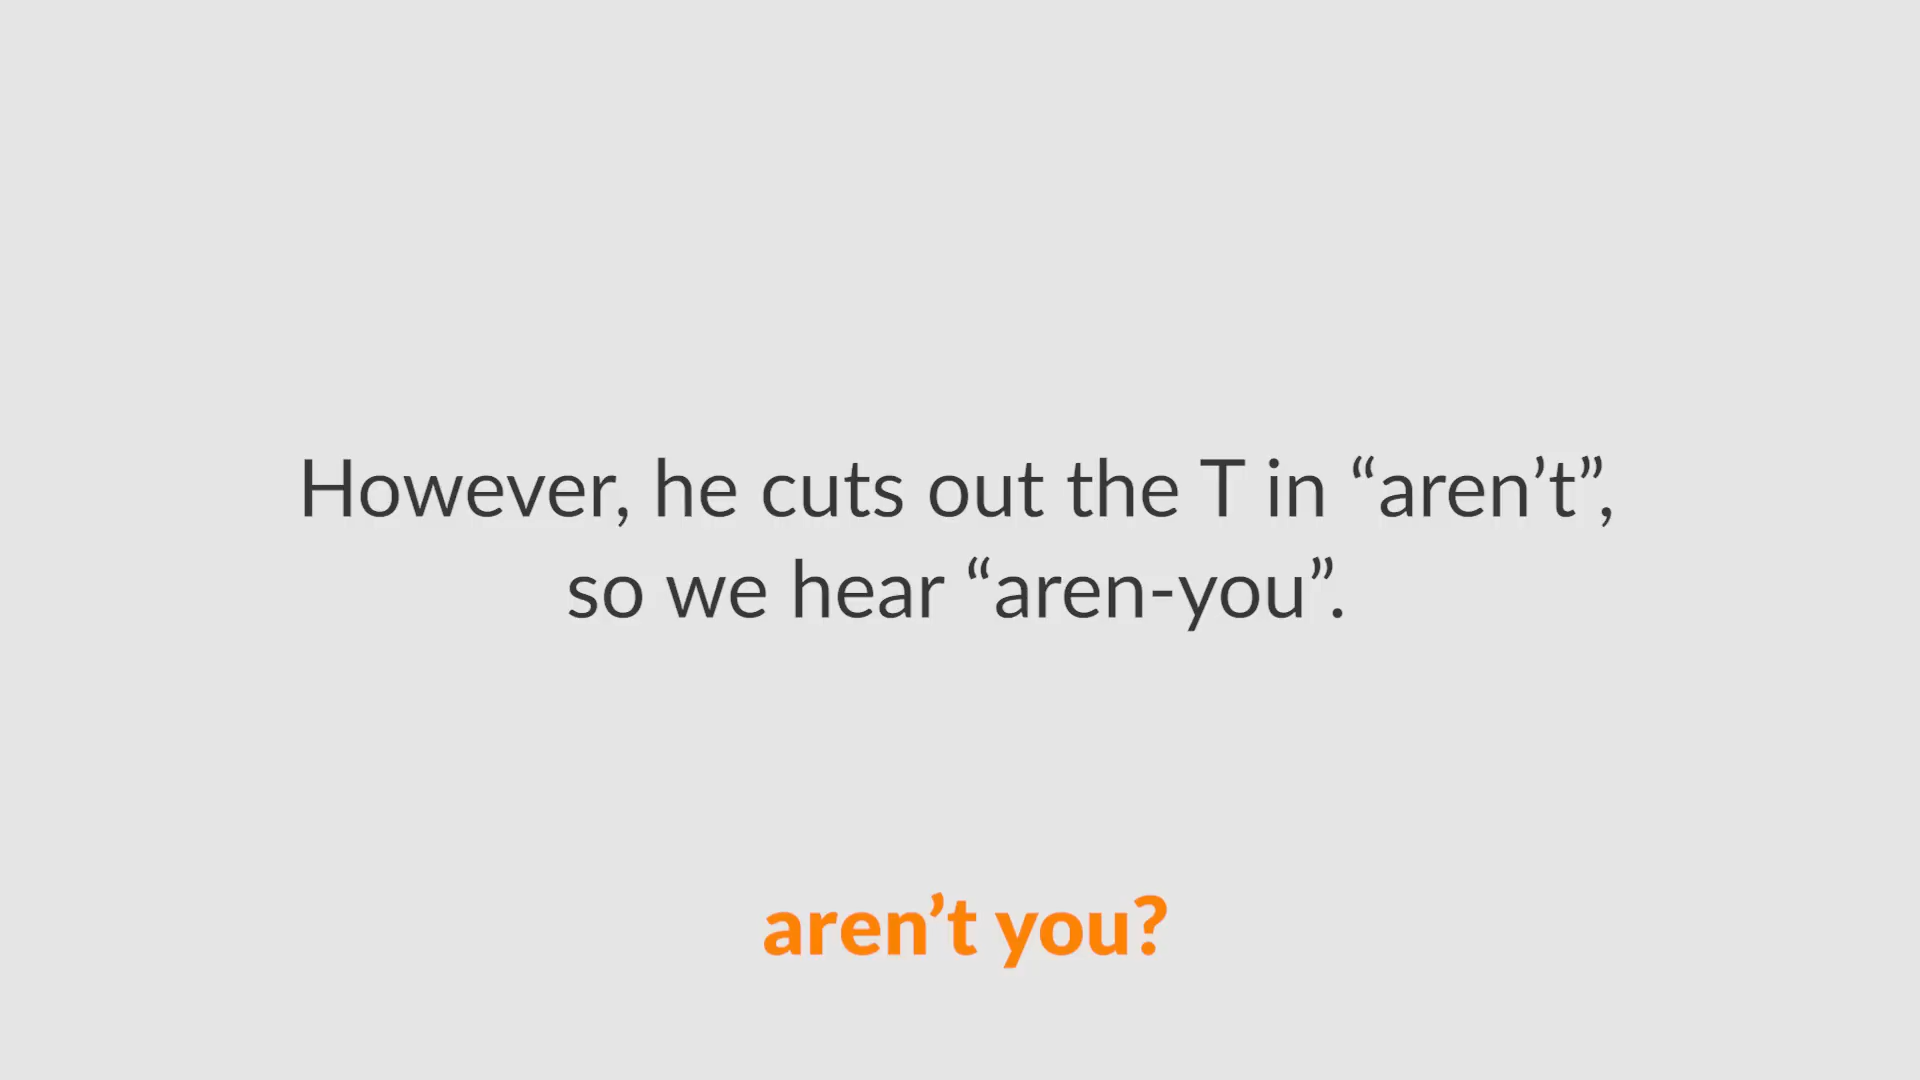 However, he cuts out the T in “aren’t”,
so we hear “aren-you”.
aren’t you?